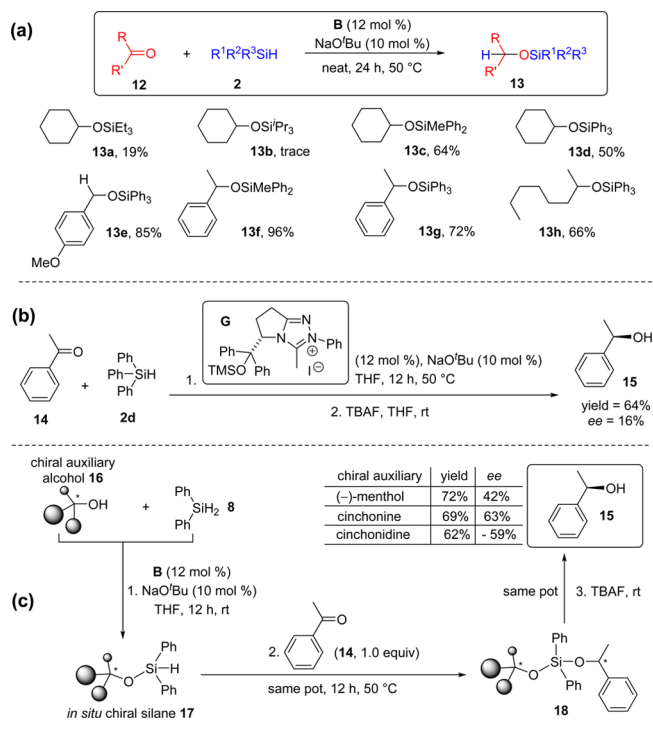 (a)
B (12 mol %)
NaOᵗBu (10 mol %)
neat, 24 h, 50 °C
R
R'
O
12
+
R¹R²R³SiH
2
R
H
R'
OSiR¹R²R³
13
OSiEt₃
13a, 19%
OSiⁱPr₃
13b, trace
OSiMePh₂
13c, 64%
OSiPh₃
13d, 50%
H
OSiPh₃
MeO
13e, 85%
OSiMePh₂
13f, 96%
OSiPh₃
13g, 72%
OSiPh₃
13h, 66%
(b)
O
14
+
Ph
Ph
SiH
Ph
2d
1.
G
N
N
N
Ph
⊕
Ph
Ph
TMSO
I⊖
(12 mol %), NaOᵗBu (10 mol %)
THF, 12 h, 50 °C
2. TBAF, THF, rt
OH
15
yield = 64%
ee = 16%
chiral auxiliary
alcohol 16
*
OH
+
Ph
SiH₂
Ph
8
chiral auxiliary yield ee
(−)-menthol 72% 42%
cinchonine 69% 63%
cinchonidine 62% - 59%
OH
15
(c)
B (12 mol %)
1. NaOᵗBu (10 mol %)
THF, 12 h, rt
same pot
3. TBAF, rt
*
O
Ph
Si
H
Ph
in situ chiral silane 17
2.
O
(14, 1.0 equiv)
same pot, 12 h, 50 °C
*
O
Ph
Si
Ph
O
*
18